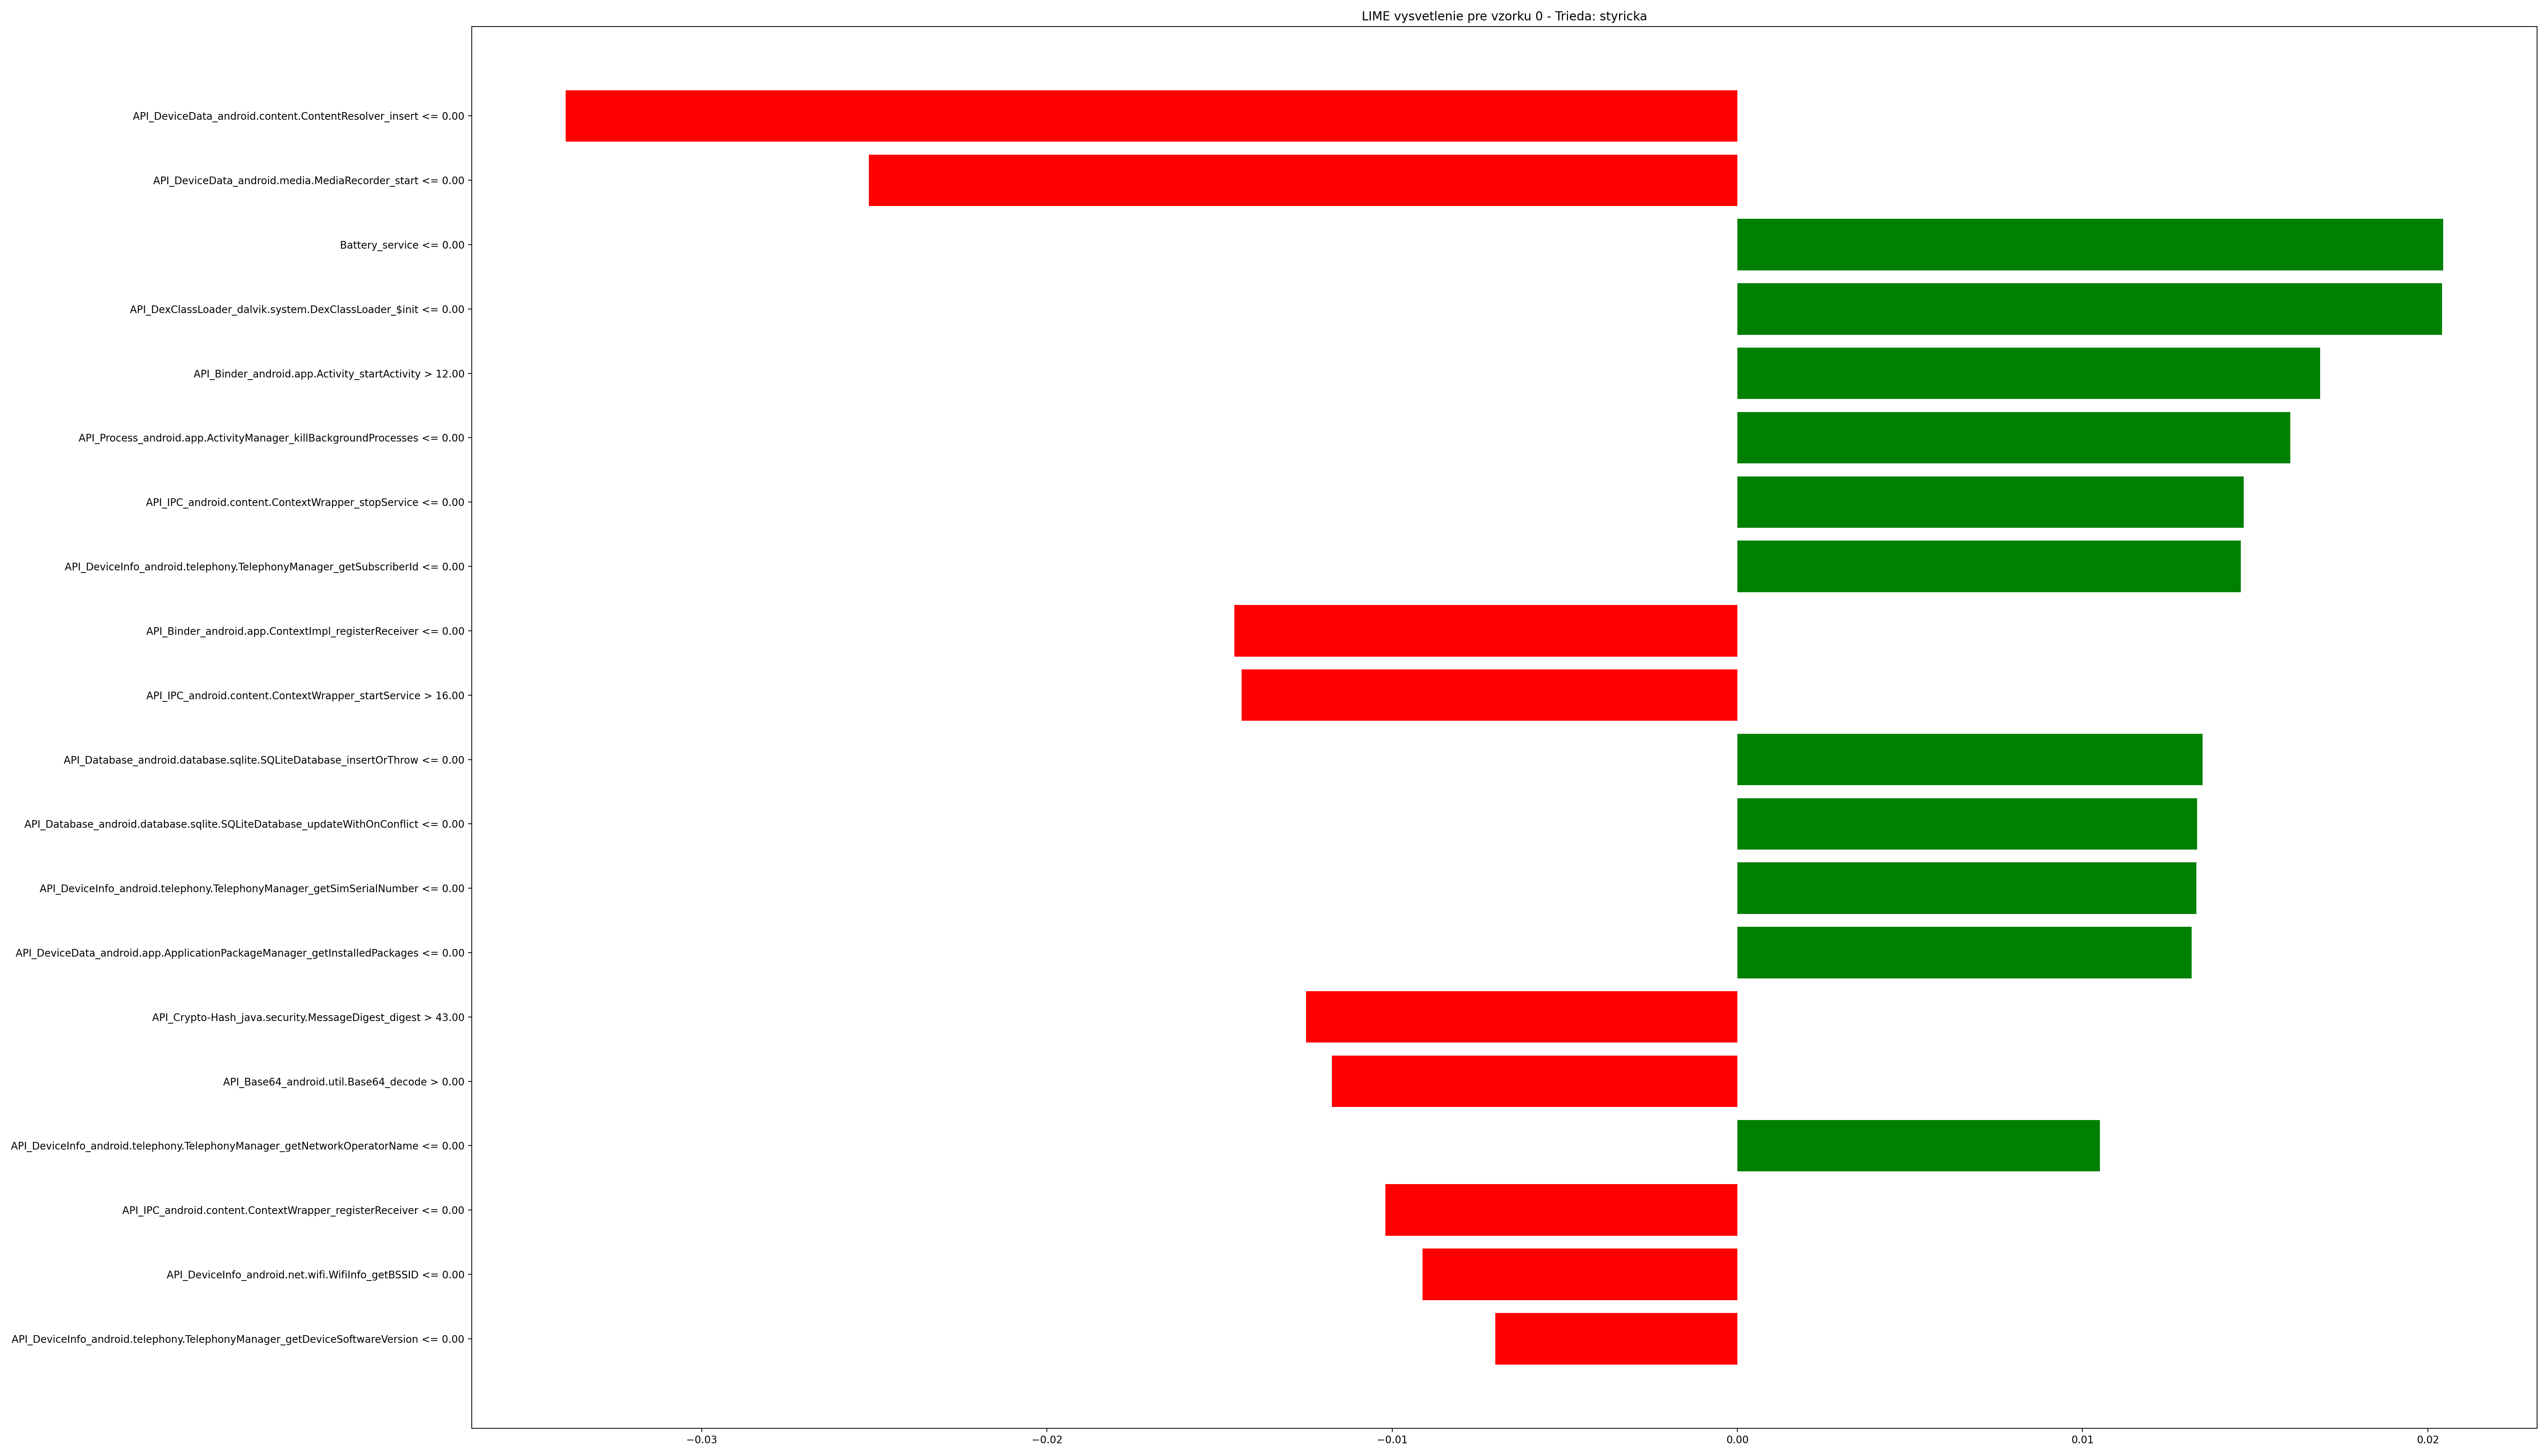 LIME vysvetlenie pre vzorku 0 - Trieda: styricka
API_DeviceData_android.content.ContentResolver_insert <= 0.00
API_DeviceData_android.media.MediaRecorder_start <= 0.00
Battery_service <= 0.00
API_DexClassLoader_dalvik.system.DexClassLoader_$init <= 0.00
API_Binder_android.app.Activity_startActivity > 12.00
API_Process_android.app.ActivityManager_killBackgroundProcesses <= 0.00
API_IPC_android.content.ContextWrapper_stopService <= 0.00
API_DeviceInfo_android.telephony.TelephonyManager_getSubscriberId <= 0.00
API_Binder_android.app.ContextImpl_registerReceiver <= 0.00
API_IPC_android.content.ContextWrapper_startService > 16.00
API_Database_android.database.sqlite.SQLiteDatabase_insertOrThrow <= 0.00
API_Database_android.database.sqlite.SQLiteDatabase_updateWithOnConflict <= 0.00
API_DeviceInfo_android.telephony.TelephonyManager_getSimSerialNumber <= 0.00
API_DeviceData_android.app.ApplicationPackageManager_getInstalledPackages <= 0.00
API_Crypto-Hash_java.security.MessageDigest_digest > 43.00
API_Base64_android.util.Base64_decode > 0.00
API_DeviceInfo_android.telephony.TelephonyManager_getNetworkOperatorName <= 0.00
API_IPC_android.content.ContextWrapper_registerReceiver <= 0.00
API_DeviceInfo_android.net.wifi.WifiInfo_getBSSID <= 0.00
API_DeviceInfo_android.telephony.TelephonyManager_getDeviceSoftwareVersion <= 0.00
−0.03 −0.02 −0.01 0.00 0.01 0.02